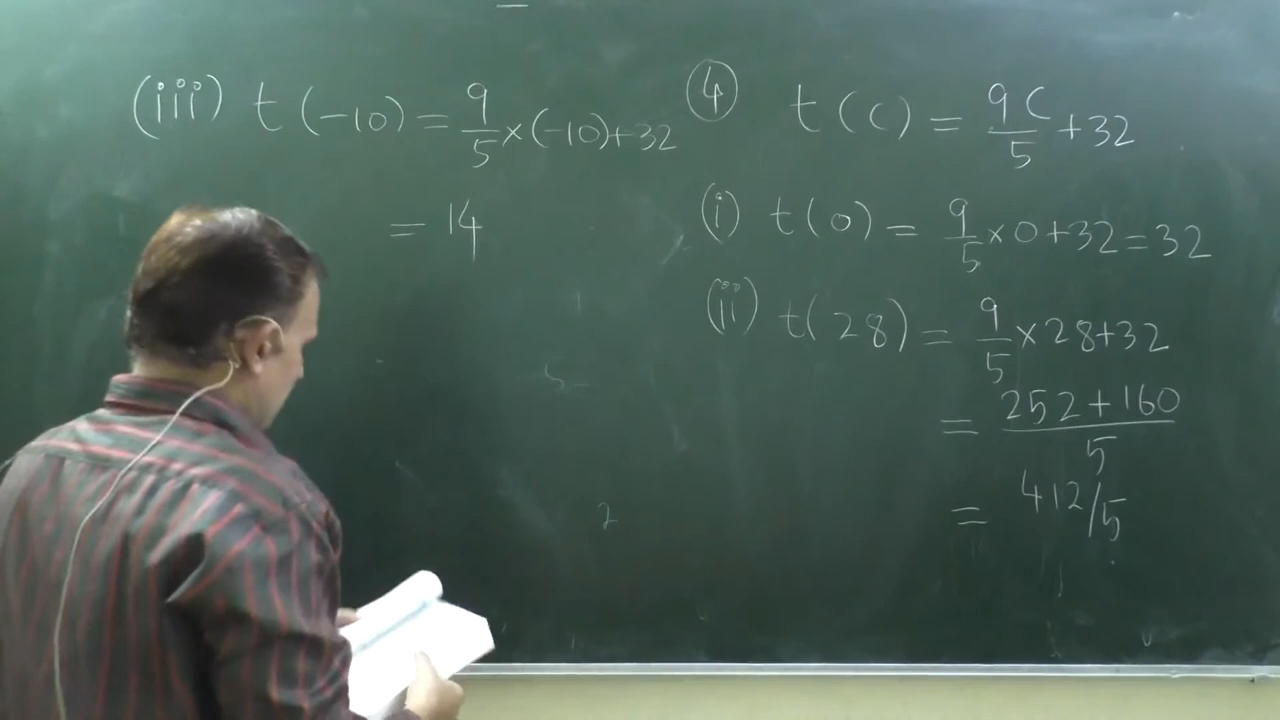 ④ t(C) = 9C/5 + 32
(i) t(0) = 9/5 × 0 + 32 = 32
(ii) t(28) = 9/5 × 28 + 32
= 252 + 160 / 5
= 412/5
(iii) t(-10) = 9/5 × (-10) + 32
= 14